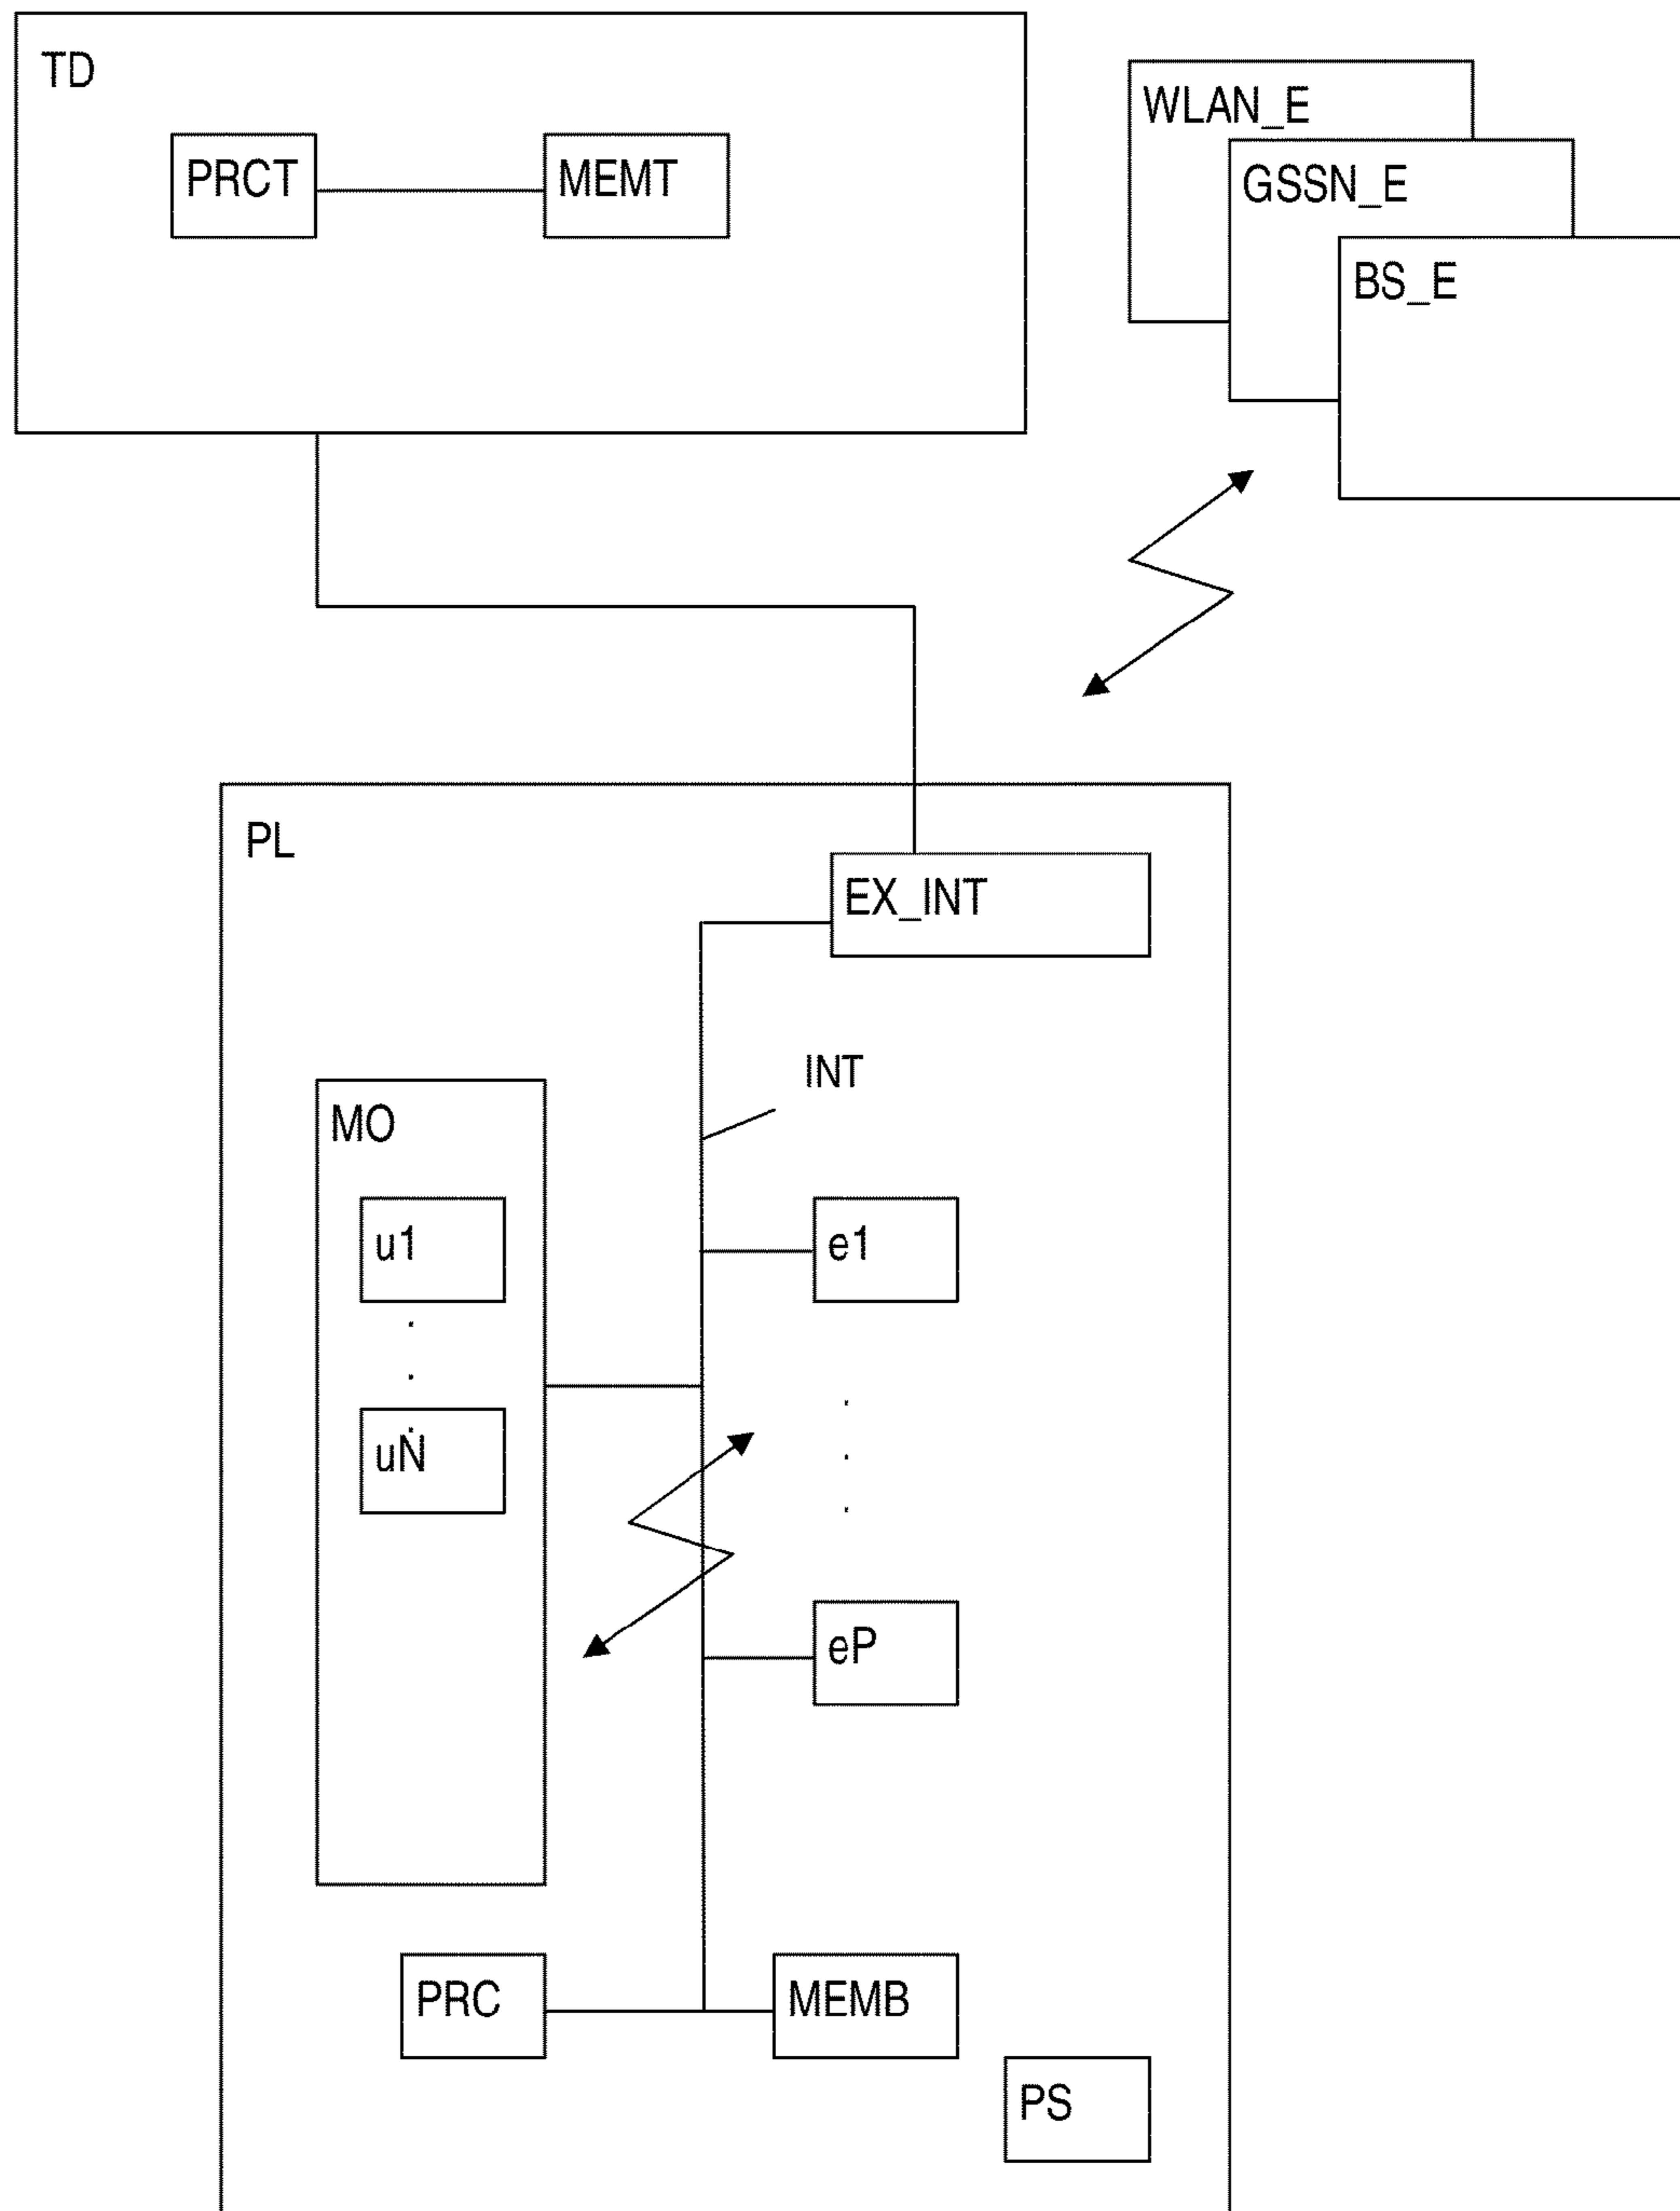 TD
PRCT
MEMT
WLAN_E
GSSN_E
BS_E
PL
EX_INT
INT
MO
u1
uN
e1
eP
PRC
MEMB
PS